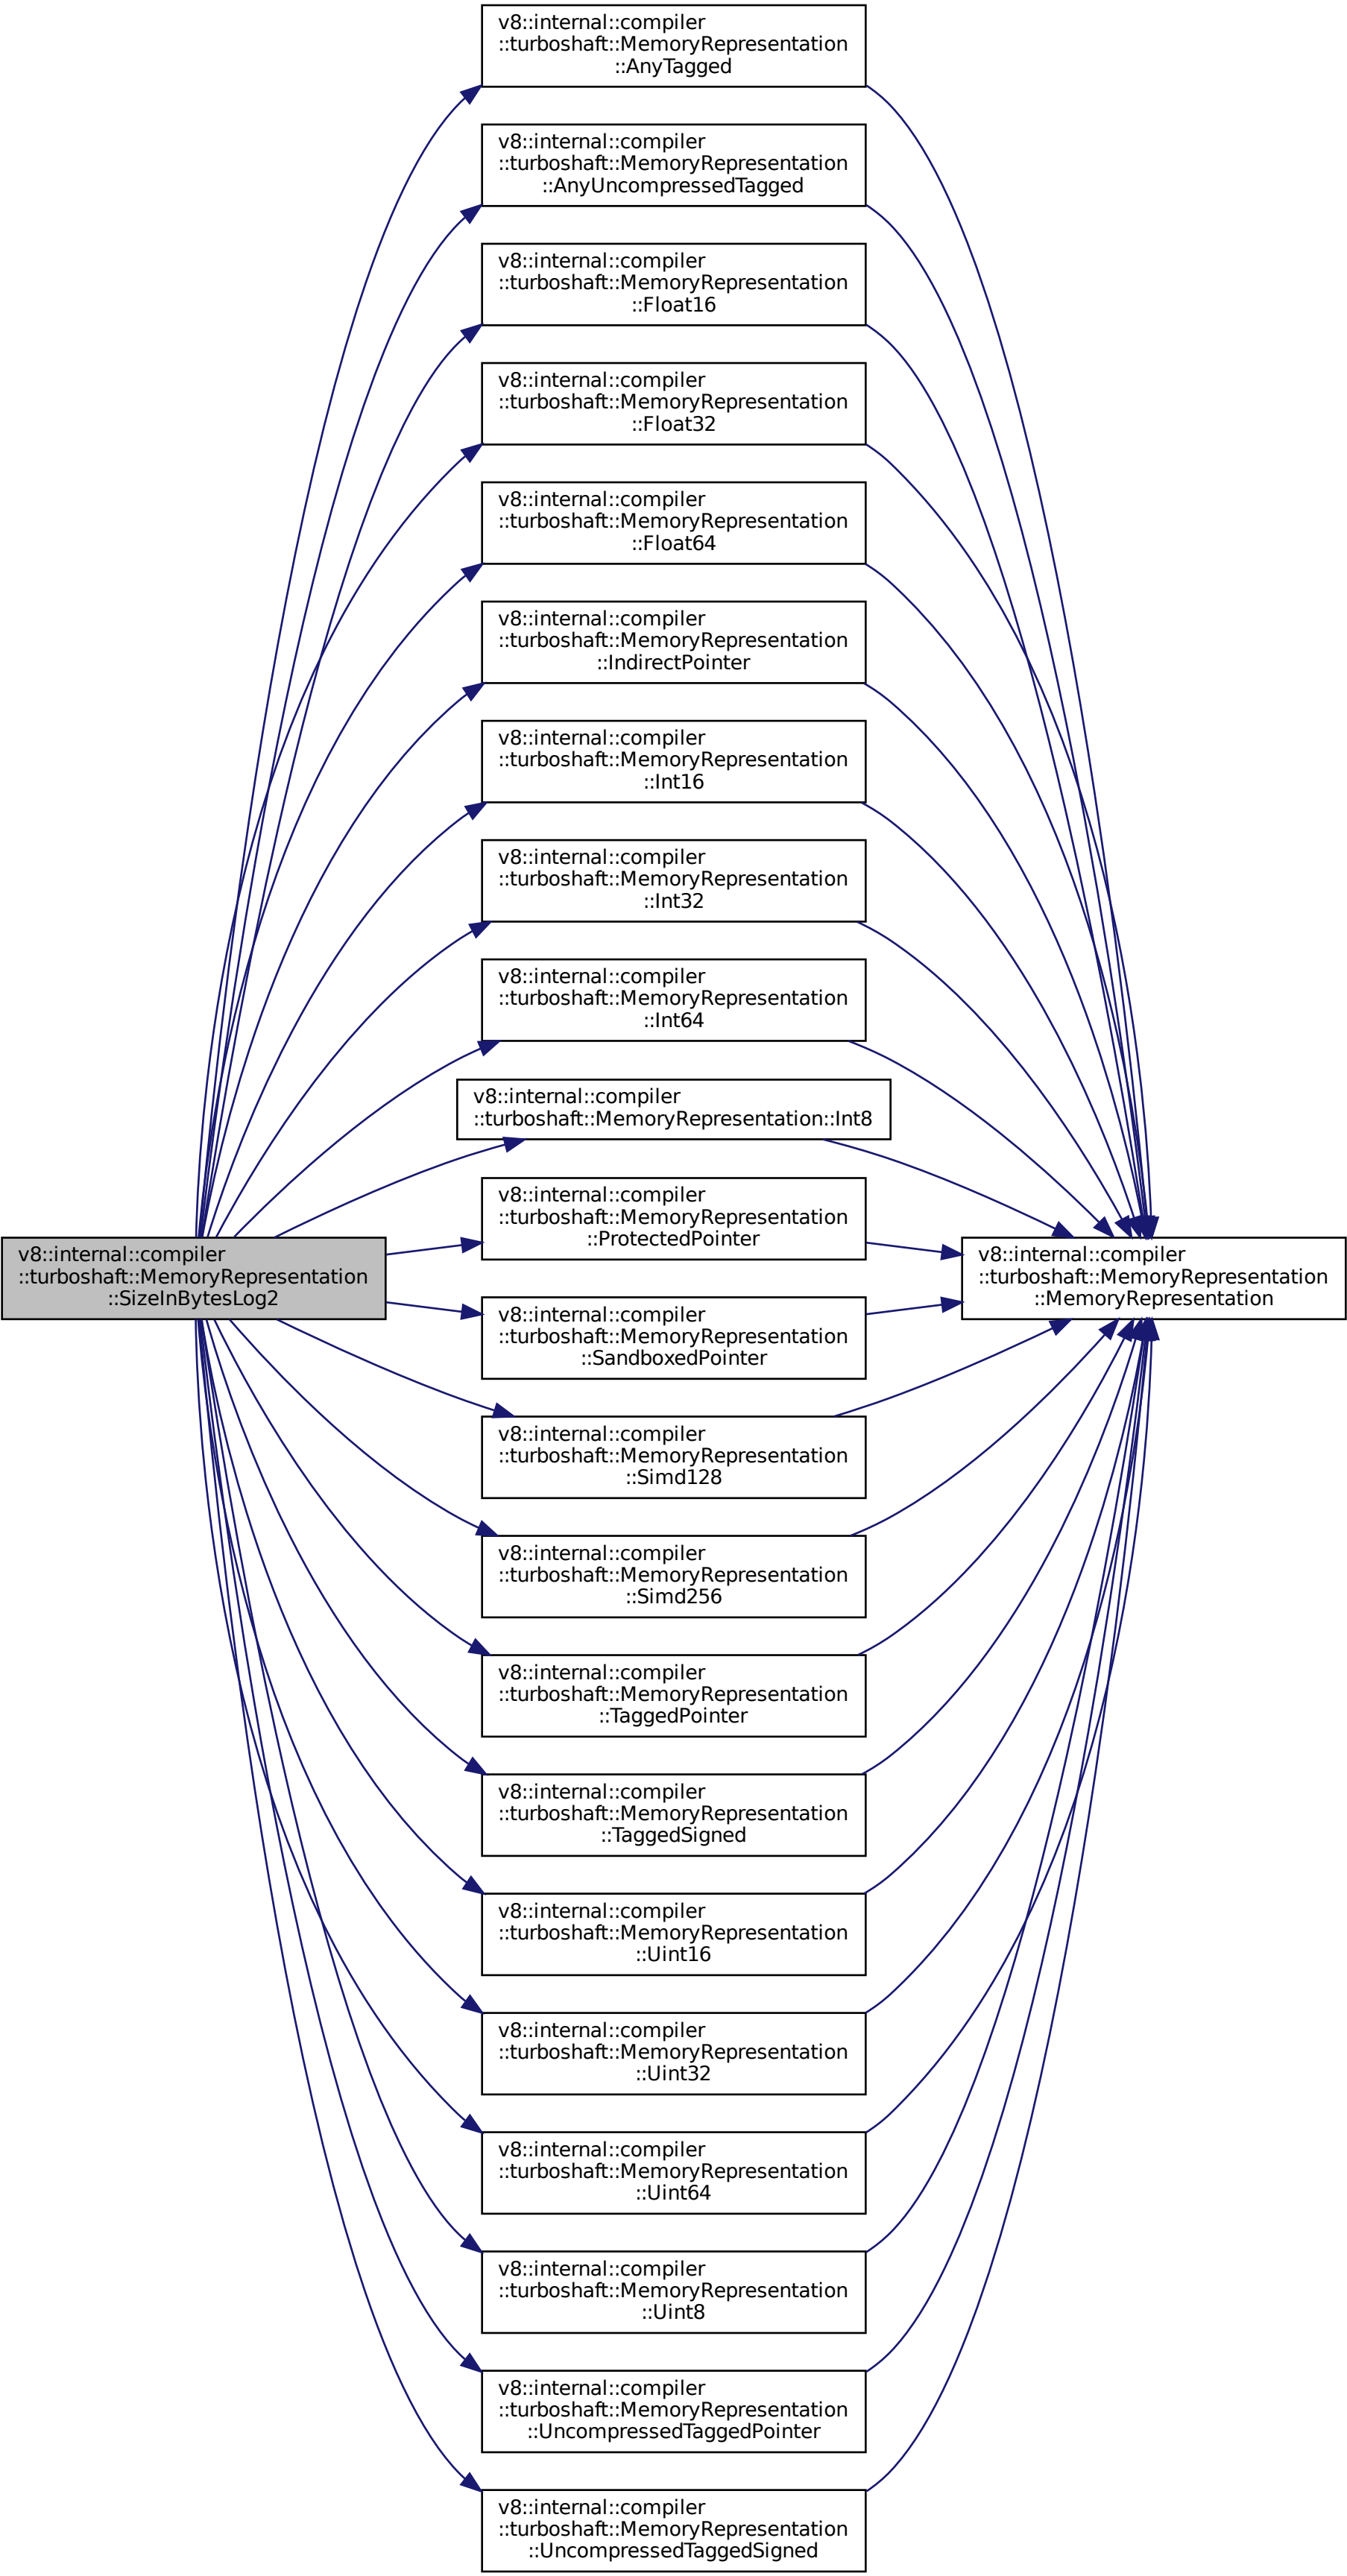 v8::internal::compiler
::turboshaft::MemoryRepresentation
::AnyTagged
v8::internal::compiler
::turboshaft::MemoryRepresentation
::AnyUncompressedTagged
v8::internal::compiler
::turboshaft::MemoryRepresentation
::Float16
v8::internal::compiler
::turboshaft::MemoryRepresentation
::Float32
v8::internal::compiler
::turboshaft::MemoryRepresentation
::Float64
v8::internal::compiler
::turboshaft::MemoryRepresentation
::IndirectPointer
v8::internal::compiler
::turboshaft::MemoryRepresentation
::Int16
v8::internal::compiler
::turboshaft::MemoryRepresentation
::Int32
v8::internal::compiler
::turboshaft::MemoryRepresentation
::Int64
v8::internal::compiler
::turboshaft::MemoryRepresentation::Int8
v8::internal::compiler
::turboshaft::MemoryRepresentation
::ProtectedPointer
v8::internal::compiler
::turboshaft::MemoryRepresentation
::SizeInBytesLog2
v8::internal::compiler
::turboshaft::MemoryRepresentation
::MemoryRepresentation
v8::internal::compiler
::turboshaft::MemoryRepresentation
::SandboxedPointer
v8::internal::compiler
::turboshaft::MemoryRepresentation
::Simd128
v8::internal::compiler
::turboshaft::MemoryRepresentation
::Simd256
v8::internal::compiler
::turboshaft::MemoryRepresentation
::TaggedPointer
v8::internal::compiler
::turboshaft::MemoryRepresentation
::TaggedSigned
v8::internal::compiler
::turboshaft::MemoryRepresentation
::Uint16
v8::internal::compiler
::turboshaft::MemoryRepresentation
::Uint32
v8::internal::compiler
::turboshaft::MemoryRepresentation
::Uint64
v8::internal::compiler
::turboshaft::MemoryRepresentation
::Uint8
v8::internal::compiler
::turboshaft::MemoryRepresentation
::UncompressedTaggedPointer
v8::internal::compiler
::turboshaft::MemoryRepresentation
::UncompressedTaggedSigned